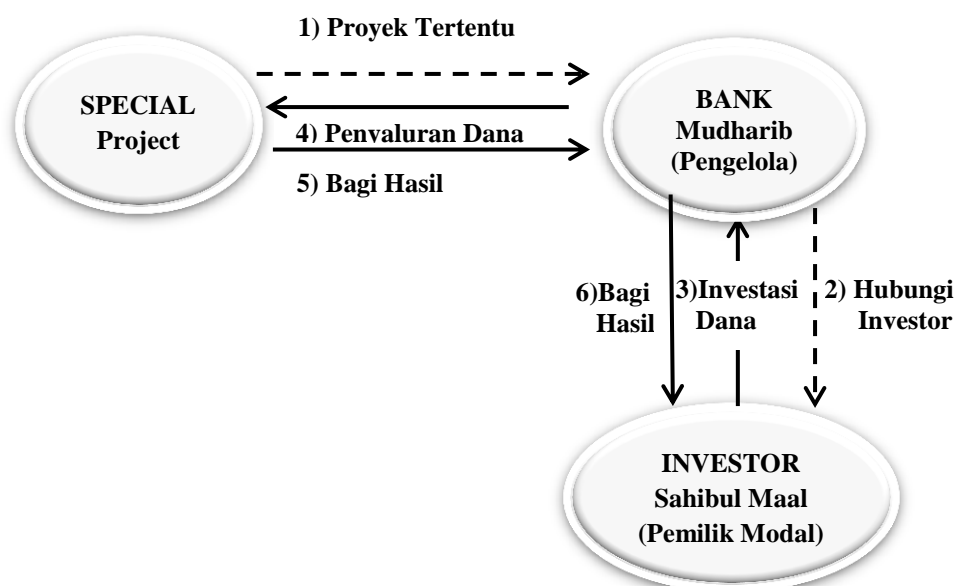 1) Proyek Tertentu
SPECIAL
Project
BANK
Mudharib
(Pengelola)
4) Penvaluran Dana
5) Bagi Hasil
6)Bagi
Hasil
3)Investasi
Dana
2) Hubungi
Investor
INVESTOR
Sahibul Maal
(Pemilik Modal)